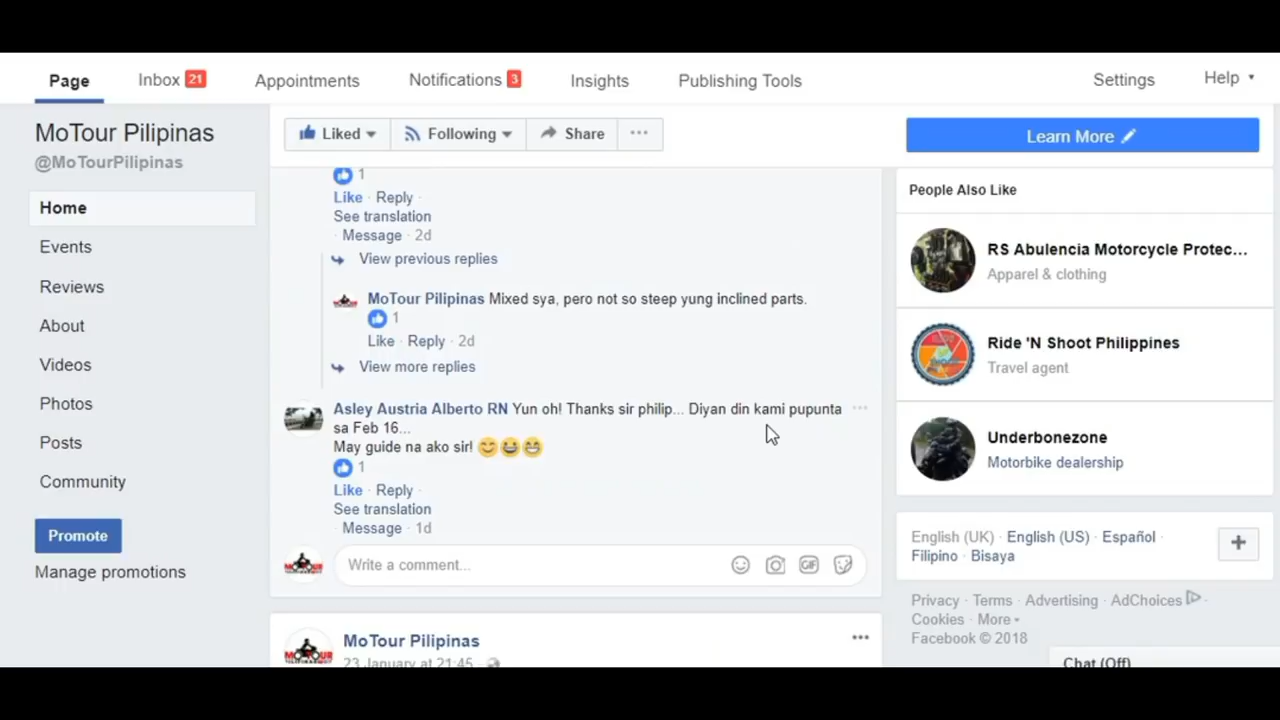 Page
Inbox 21
Appointments
Notifications 3
Insights
Publishing Tools
Settings
Help
MoTour Pilipinas
@MoTourPilipinas
Home
Events
Reviews
About
Videos
Photos
Posts
Community
Promote
Manage promotions
Liked
Following
Share
Learn More
1
Like · Reply ·
See translation
· Message · 2d
View previous replies
MoTour Pilipinas Mixed sya, pero not so steep yung inclined parts.
1
Like · Reply · 2d
View more replies
Asley Austria Alberto RN Yun oh! Thanks sir philip... Diyan din kami pupunta
sa Feb 16...
May guide na ako sir!
1
Like · Reply ·
See translation
· Message · 1d
Write a comment...
GIF
MoTour Pilipinas
23 January at 21:45
People Also Like
RS Abulencia Motorcycle Protec...
Apparel & clothing
Ride 'N Shoot Philippines
Travel agent
Underbonezone
Motorbike dealership
English (UK) · English (US) · Español ·
Filipino · Bisaya
Privacy · Terms · Advertising · AdChoices ·
Cookies · More
Facebook © 2018
Chat (Off)